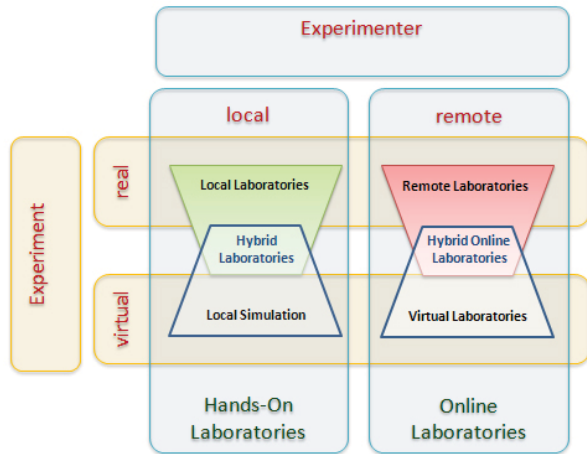 Experimenter
local
remote
Experiment
real
Local Laboratories
Remote Laboratories
Hybrid
Laboratories
Hybrid Online
Laboratories
virtual
Local Simulation
Virtual Laboratories
Hands-On
Laboratories
Online
Laboratories